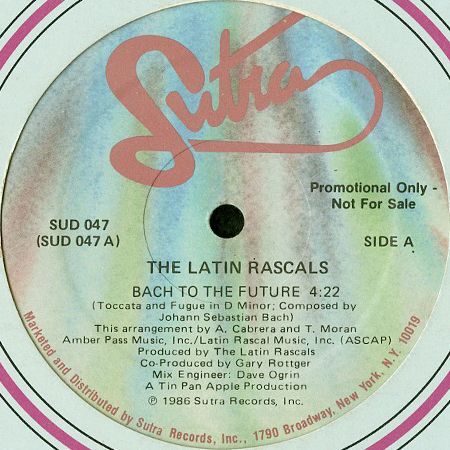 Sutra
Promotional Only -
Not For Sale
SUD 047
(SUD 047 A)
SIDE A
THE LATIN RASCALS
BACH TO THE FUTURE 4:22
(Toccata and Fugue in D Minor; Composed by
Johann Sebastian Bach)
This arrangement by A. Cabrera and T. Moran
Amber Pass Music, Inc./Latin Rascal Music, Inc. (ASCAP)
Produced by The Latin Rascals
Co-Produced by Gary Rottger
Mix Engineer: Dave Ogrin
A Tin Pan Apple Production
℗ 1986 Sutra Records, Inc.
Marketed and Distributed by Sutra Records, Inc., 1790 Broadway, New York, N.Y. 10019